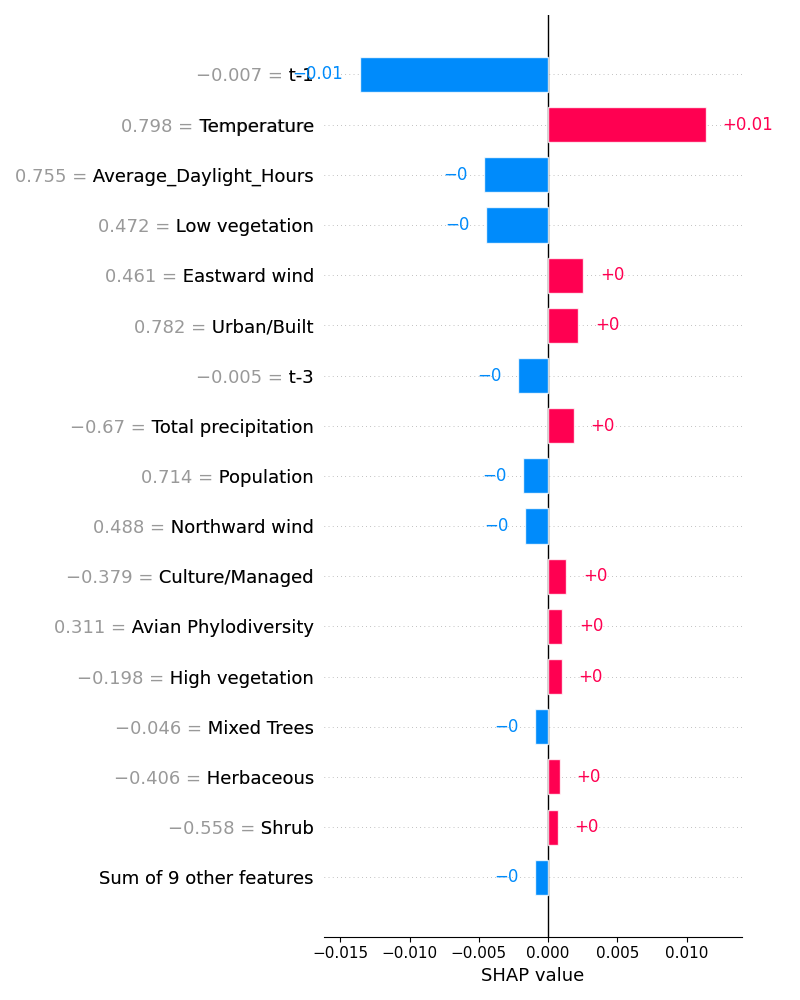 −0.007 = t-1 −0.01
0.798 = Temperature +0.01
0.755 = Average_Daylight_Hours −0
0.472 = Low vegetation −0
0.461 = Eastward wind +0
0.782 = Urban/Built +0
−0.005 = t-3 −0
−0.67 = Total precipitation +0
0.714 = Population −0
0.488 = Northward wind −0
−0.379 = Culture/Managed +0
0.311 = Avian Phylodiversity +0
−0.198 = High vegetation +0
−0.046 = Mixed Trees −0
−0.406 = Herbaceous +0
−0.558 = Shrub +0
Sum of 9 other features −0
−0.015 −0.010 −0.005 0.000 0.005 0.010
SHAP value